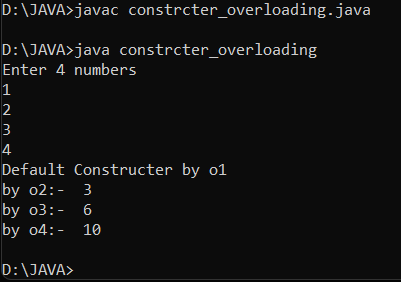 D:\JAVA>javac constrcter_overloading.java
D:\JAVA>java constrcter_overloading
Enter 4 numbers
1
2
3
4
Default Constructer by o1
by o2:-  3
by o3:-  6
by o4:-  10
D:\JAVA>